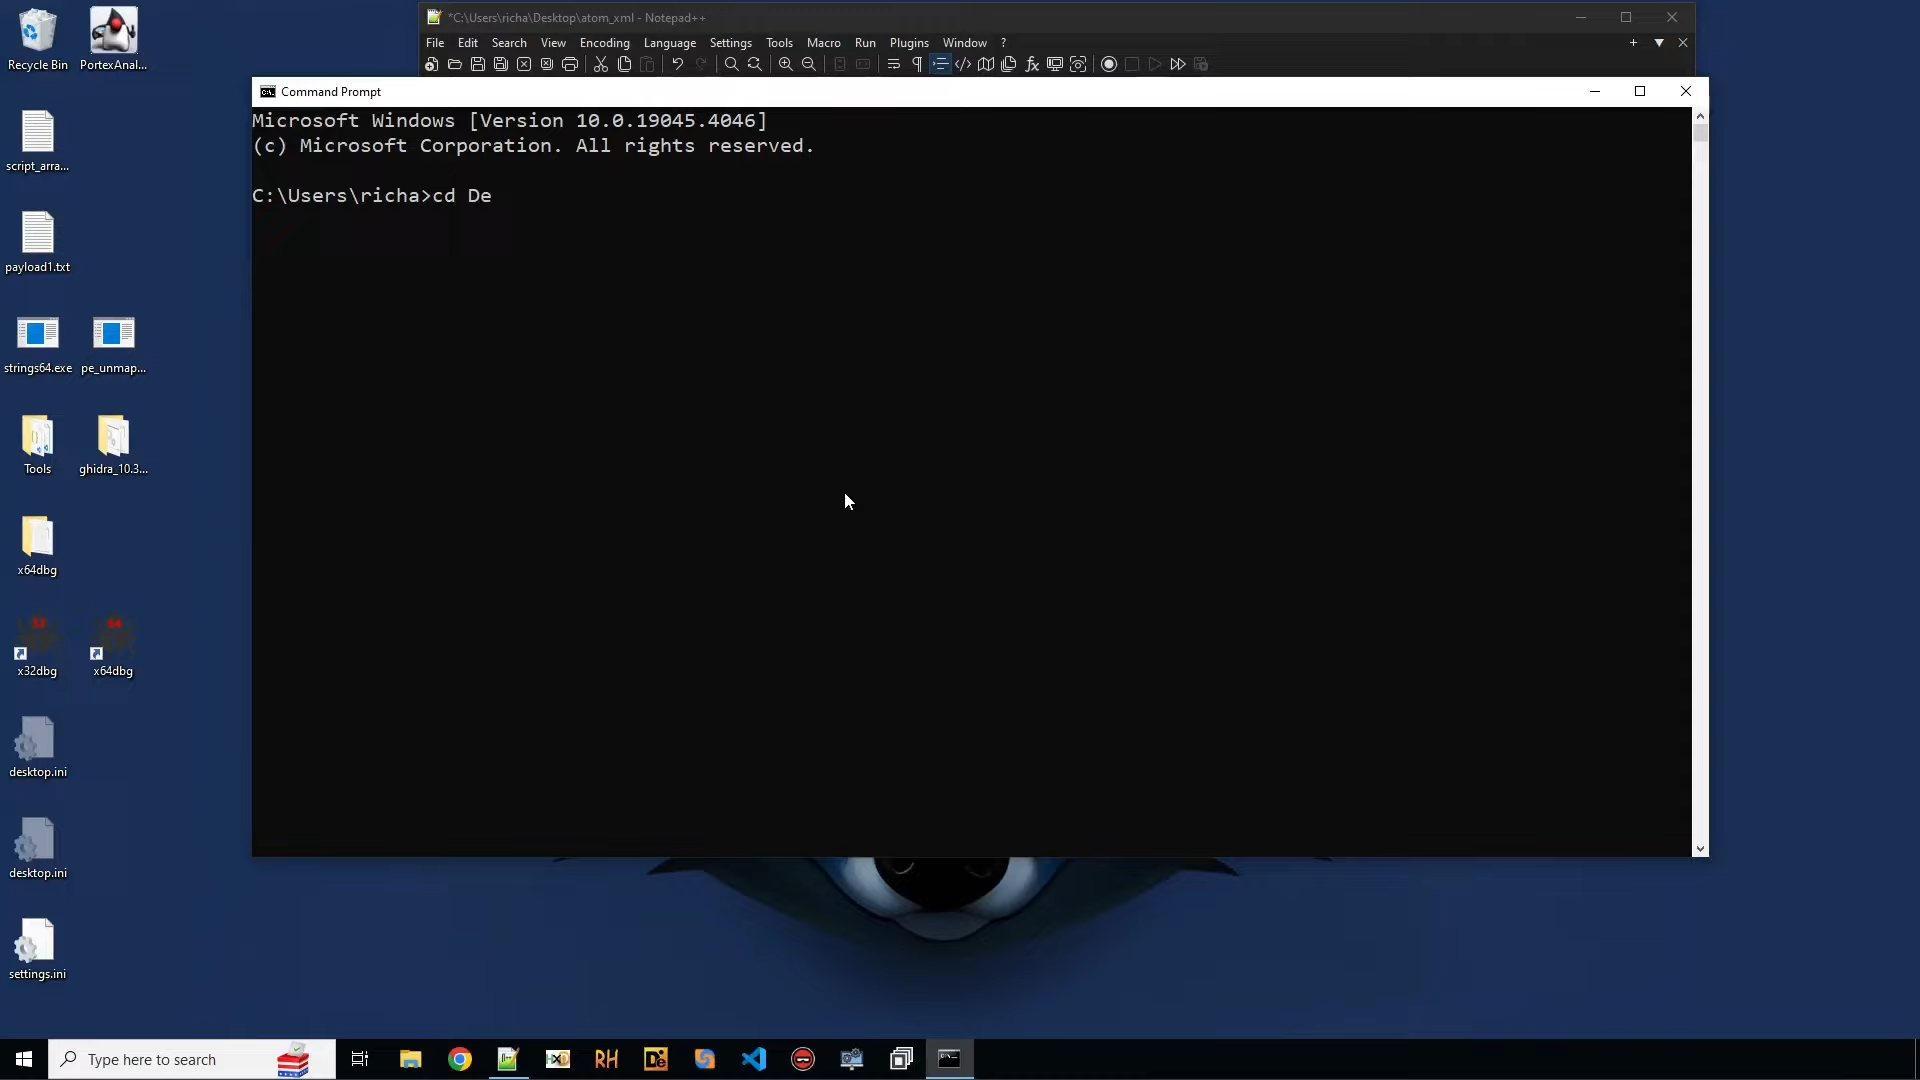 *C:\Users\richa\Desktop\atom_xml - Notepad++
File Edit Search View Encoding Language Settings Tools Macro Run Plugins Window ?
Command Prompt
Microsoft Windows [Version 10.0.19045.4046]
(c) Microsoft Corporation. All rights reserved.
C:\Users\richa>cd De
Recycle Bin
PortexAnal...
script_arra...
payload1.txt
strings64.exe
pe_unmap...
Tools
ghidra_10.3...
x64dbg
32
x32dbg
64
x64dbg
desktop.ini
desktop.ini
settings.ini
Type here to search
RH